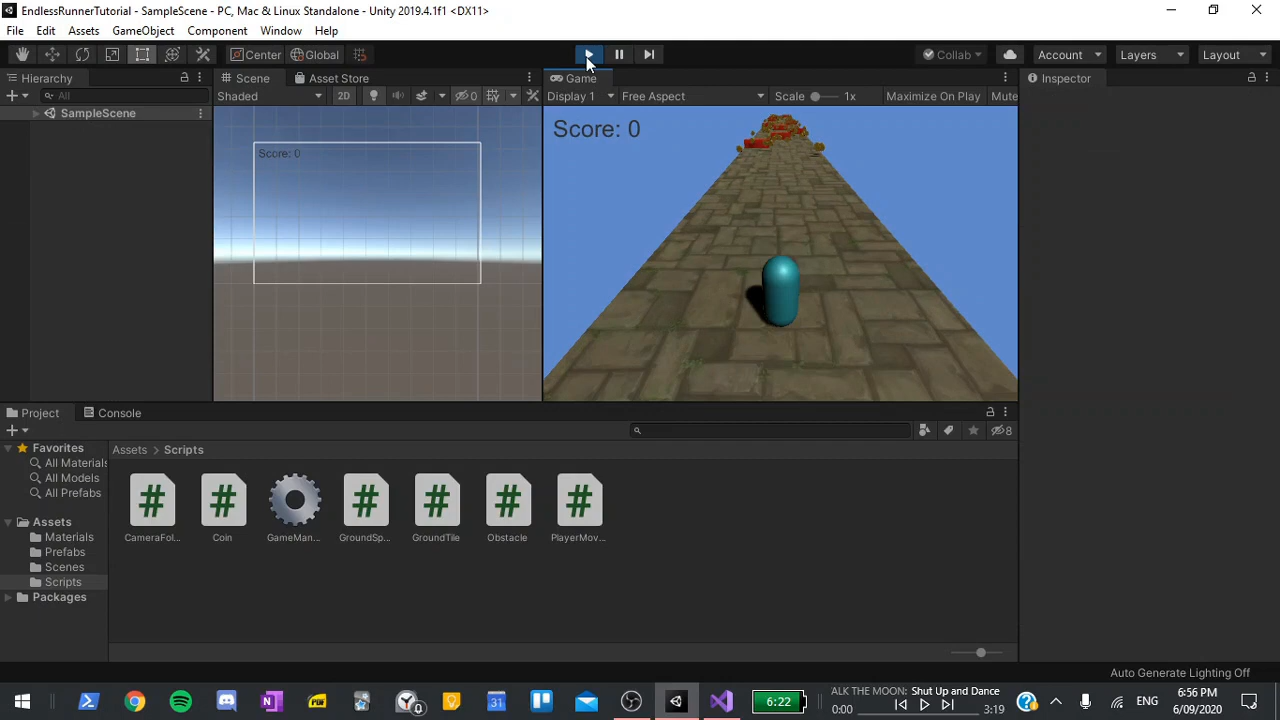 EndlessRunnerTutorial - SampleScene - PC, Mac & Linux Standalone - Unity 2019.4.1f1 <DX11>
File Edit Assets GameObject Component Window Help
Center Global Collab Account Layers Layout
Hierarchy Scene Asset Store Game Inspector
All Shaded 2D 0 Display 1 Free Aspect Scale 1x Maximize On Play Mute
SampleScene
Score: 0
Score: 0
Project Console
8
Favorites
All Materials
All Models
All Prefabs
Assets
Materials
Prefabs
Scenes
Scripts
Packages
Assets > Scripts
CameraFol... Coin GameMan... GroundSp... GroundTile Obstacle PlayerMov...
Auto Generate Lighting Off
6:22
ALK THE MOON: Shut Up and Dance
0:00 3:19
ENG
6:56 PM
6/09/2020